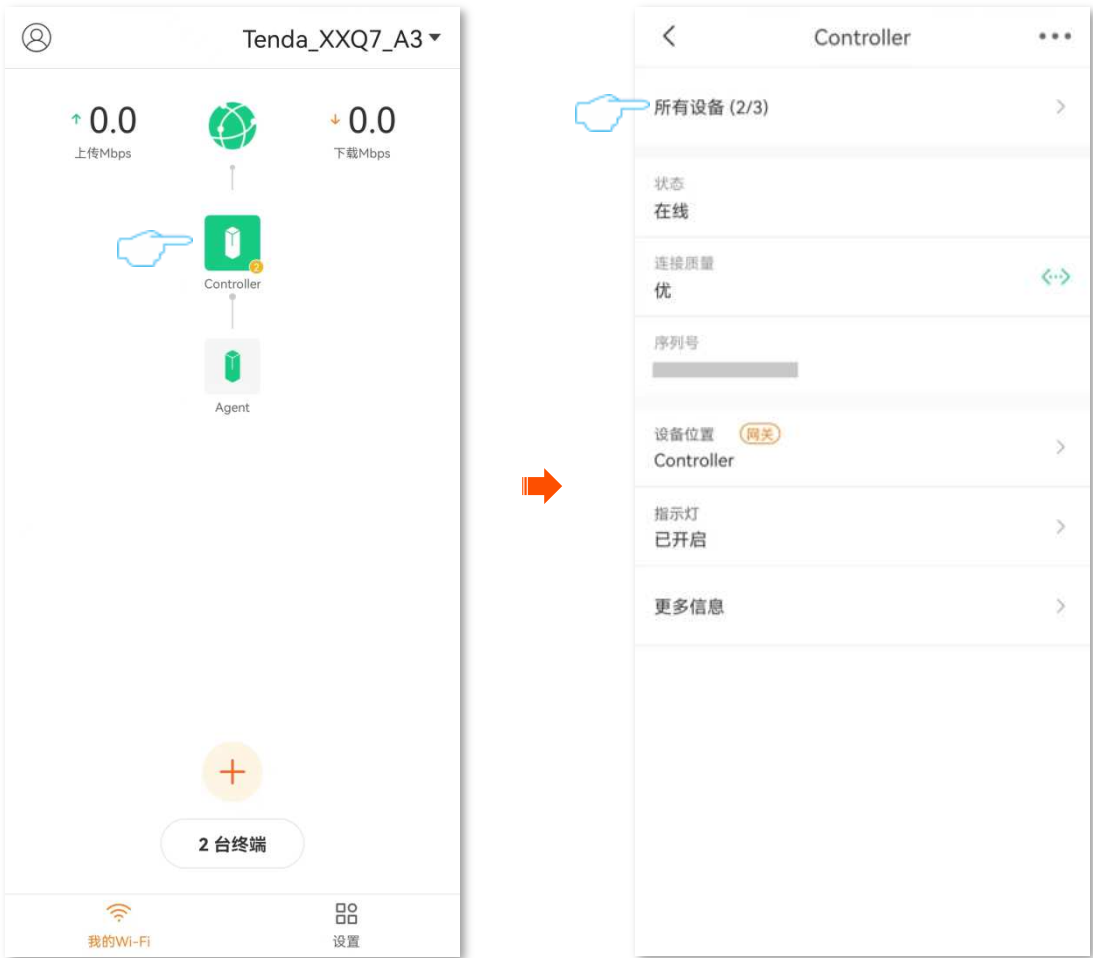 Tenda_XXQ7_A3
0.0
上传Mbps
0.0
下载Mbps
2
Controller
Agent
2 台终端
我的Wi-Fi
设置
Controller
所有设备 (2/3)
状态
在线
连接质量
优
序列号
设备位置 网关
Controller
指示灯
已开启
更多信息